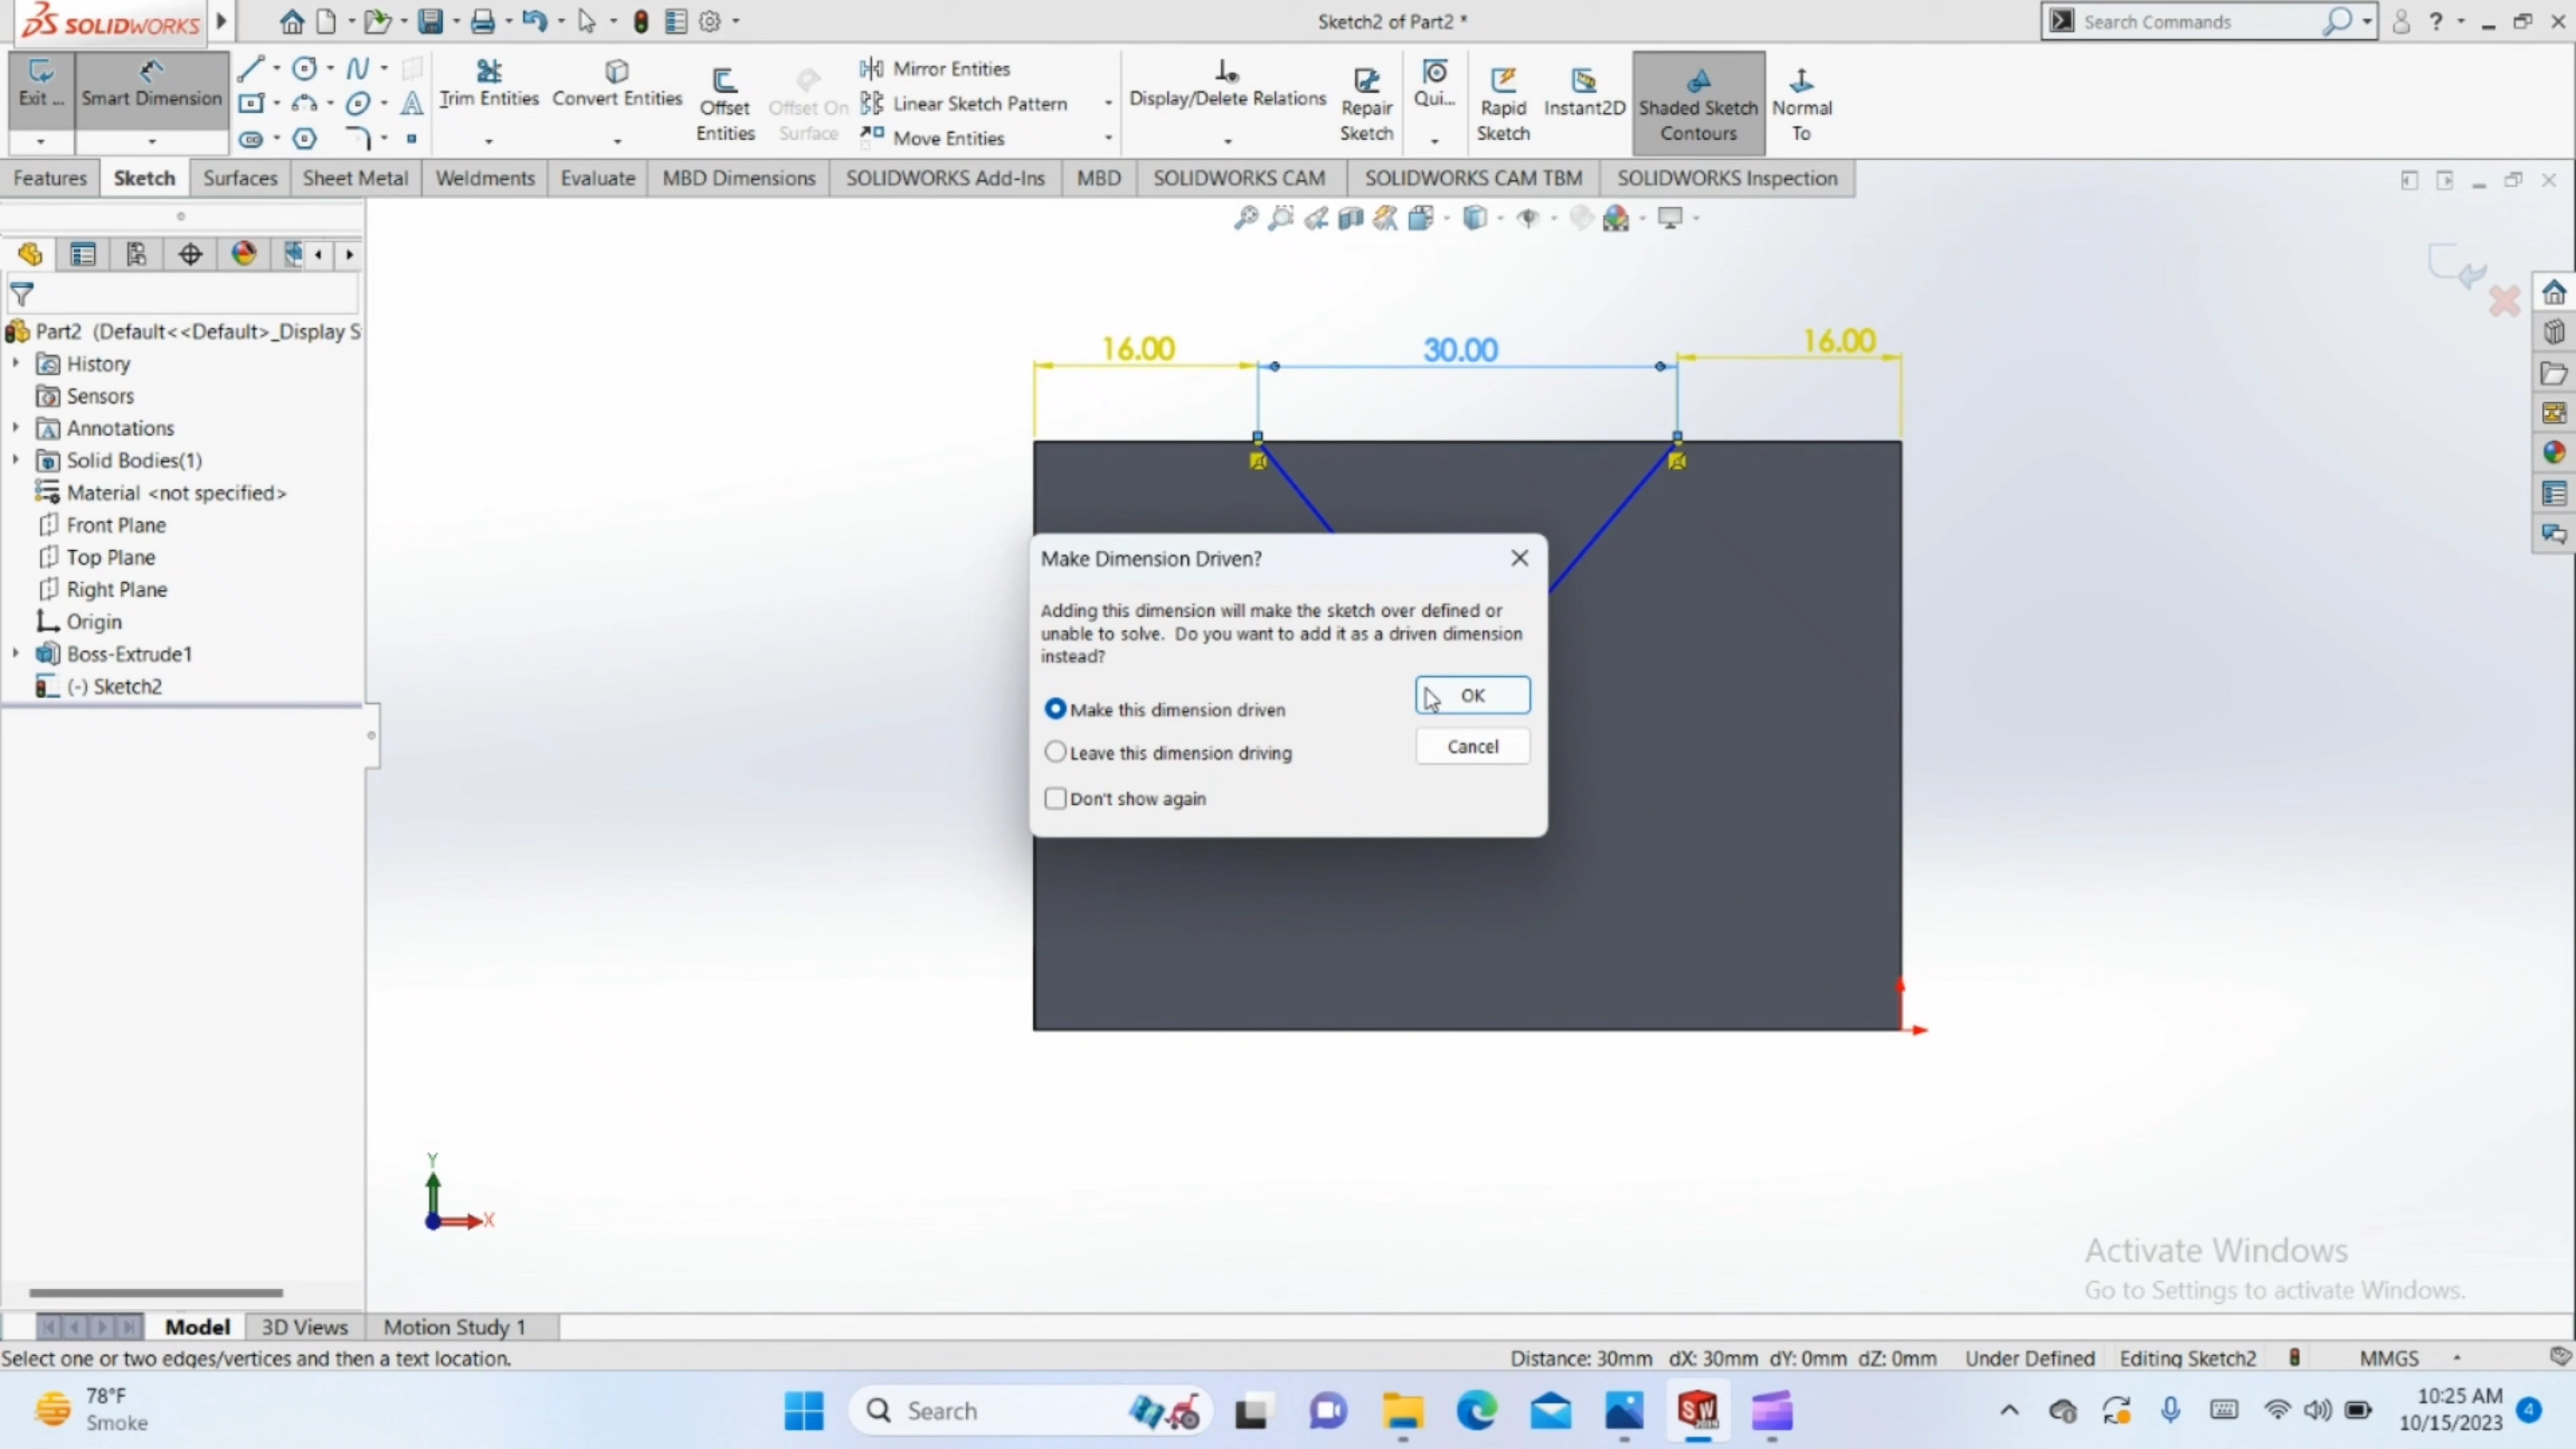 SOLIDWORKS
Sketch2 of Part2 *
Search Commands
?
Exit ...
Smart Dimension
Trim Entities
Convert Entities
Offset Entities
Offset On Surface
Mirror Entities
Linear Sketch Pattern
Move Entities
Display/Delete Relations
Repair Sketch
Qui...
Rapid Sketch
Instant2D
Shaded Sketch Contours
Normal To
Features
Sketch
Surfaces
Sheet Metal
Weldments
Evaluate
MBD Dimensions
SOLIDWORKS Add-Ins
MBD
SOLIDWORKS CAM
SOLIDWORKS CAM TBM
SOLIDWORKS Inspection
Part2 (Default<<Default>_Display S
History
Sensors
Annotations
Solid Bodies(1)
Material <not specified>
Front Plane
Top Plane
Right Plane
Origin
Boss-Extrude1
(-) Sketch2
16.00
30.00
16.00
Make Dimension Driven?
Adding this dimension will make the sketch over defined or
unable to solve. Do you want to add it as a driven dimension
instead?
Make this dimension driven
OK
Leave this dimension driving
Cancel
Don't show again
Y
X
Activate Windows
Go to Settings to activate Windows.
Model
3D Views
Motion Study 1
Select one or two edges/vertices and then a text location.
Distance: 30mm dX: 30mm dY: 0mm dZ: 0mm
Under Defined
Editing Sketch2
MMGS
78°F
Smoke
Search
SW
10:25 AM
10/15/2023
4